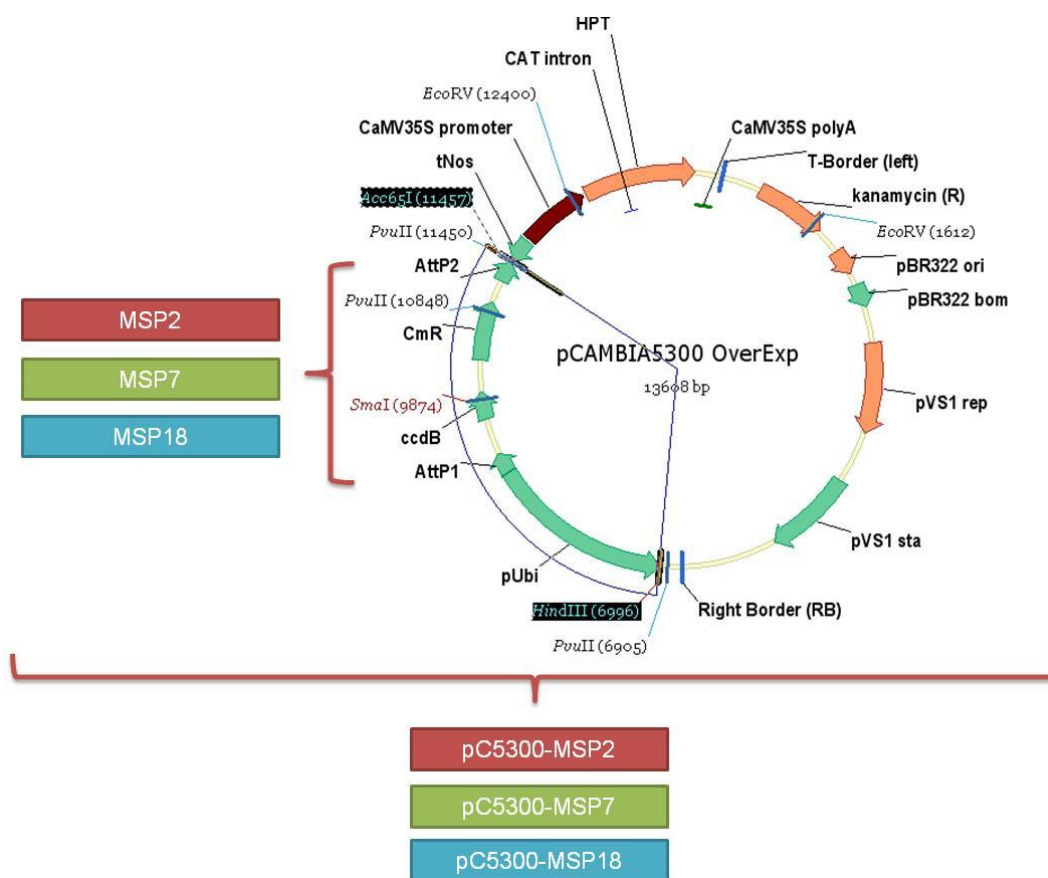 HPT
CAT intron
EcoRV (12400)
CaMV35S promoter
CaMV35S polyA
tNos
T-Border (left)
Acc65I (11457)
kanamycin (R)
PvuII (11450)
EcoRV (1612)
AttP2
pBR322 ori
PvuII (10848)
pBR322 bom
CmR
MSP2
MSP7
MSP18
pCAMBIA5300 OverExp
13608 bp
SmaI (9874)
pVS1 rep
ccdB
AttP1
pVS1 sta
pUbi
HindIII (6996)
Right Border (RB)
PvuII (6905)
pC5300-MSP2
pC5300-MSP7
pC5300-MSP18